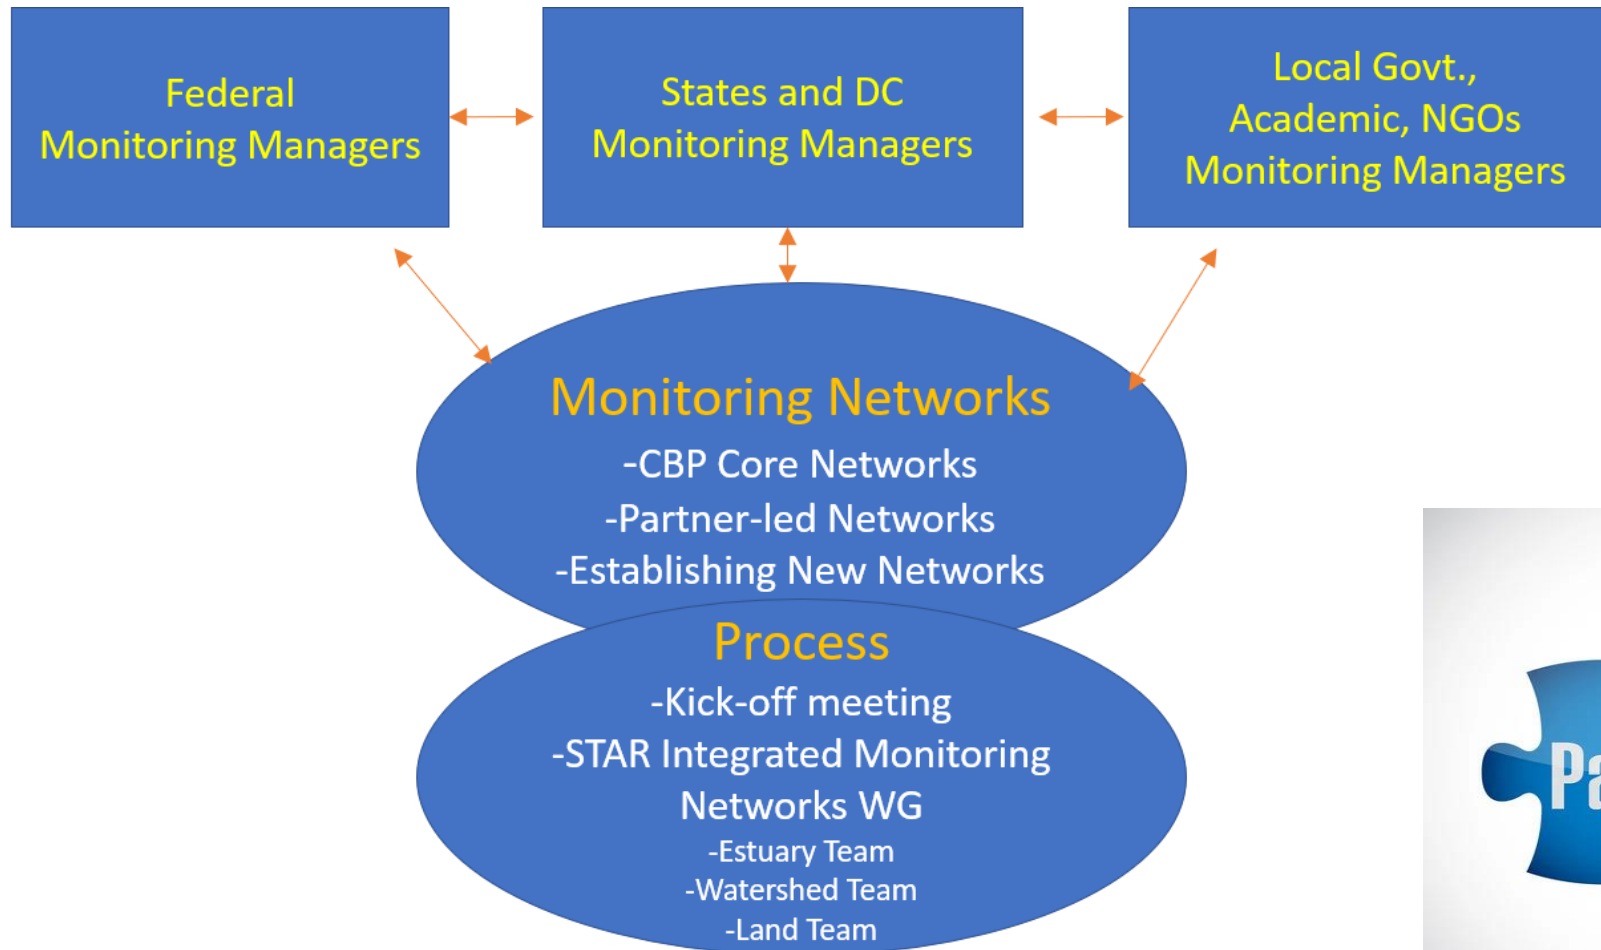 Federal
Monitoring Managers
States and DC
Monitoring Managers
Local Govt.,
Academic, NGOs
Monitoring Managers
Monitoring Networks
-CBP Core Networks
-Partner-led Networks
-Establishing New Networks
Process
-Kick-off meeting
-STAR Integrated Monitoring
Networks WG
-Estuary Team
-Watershed Team
-Land Team